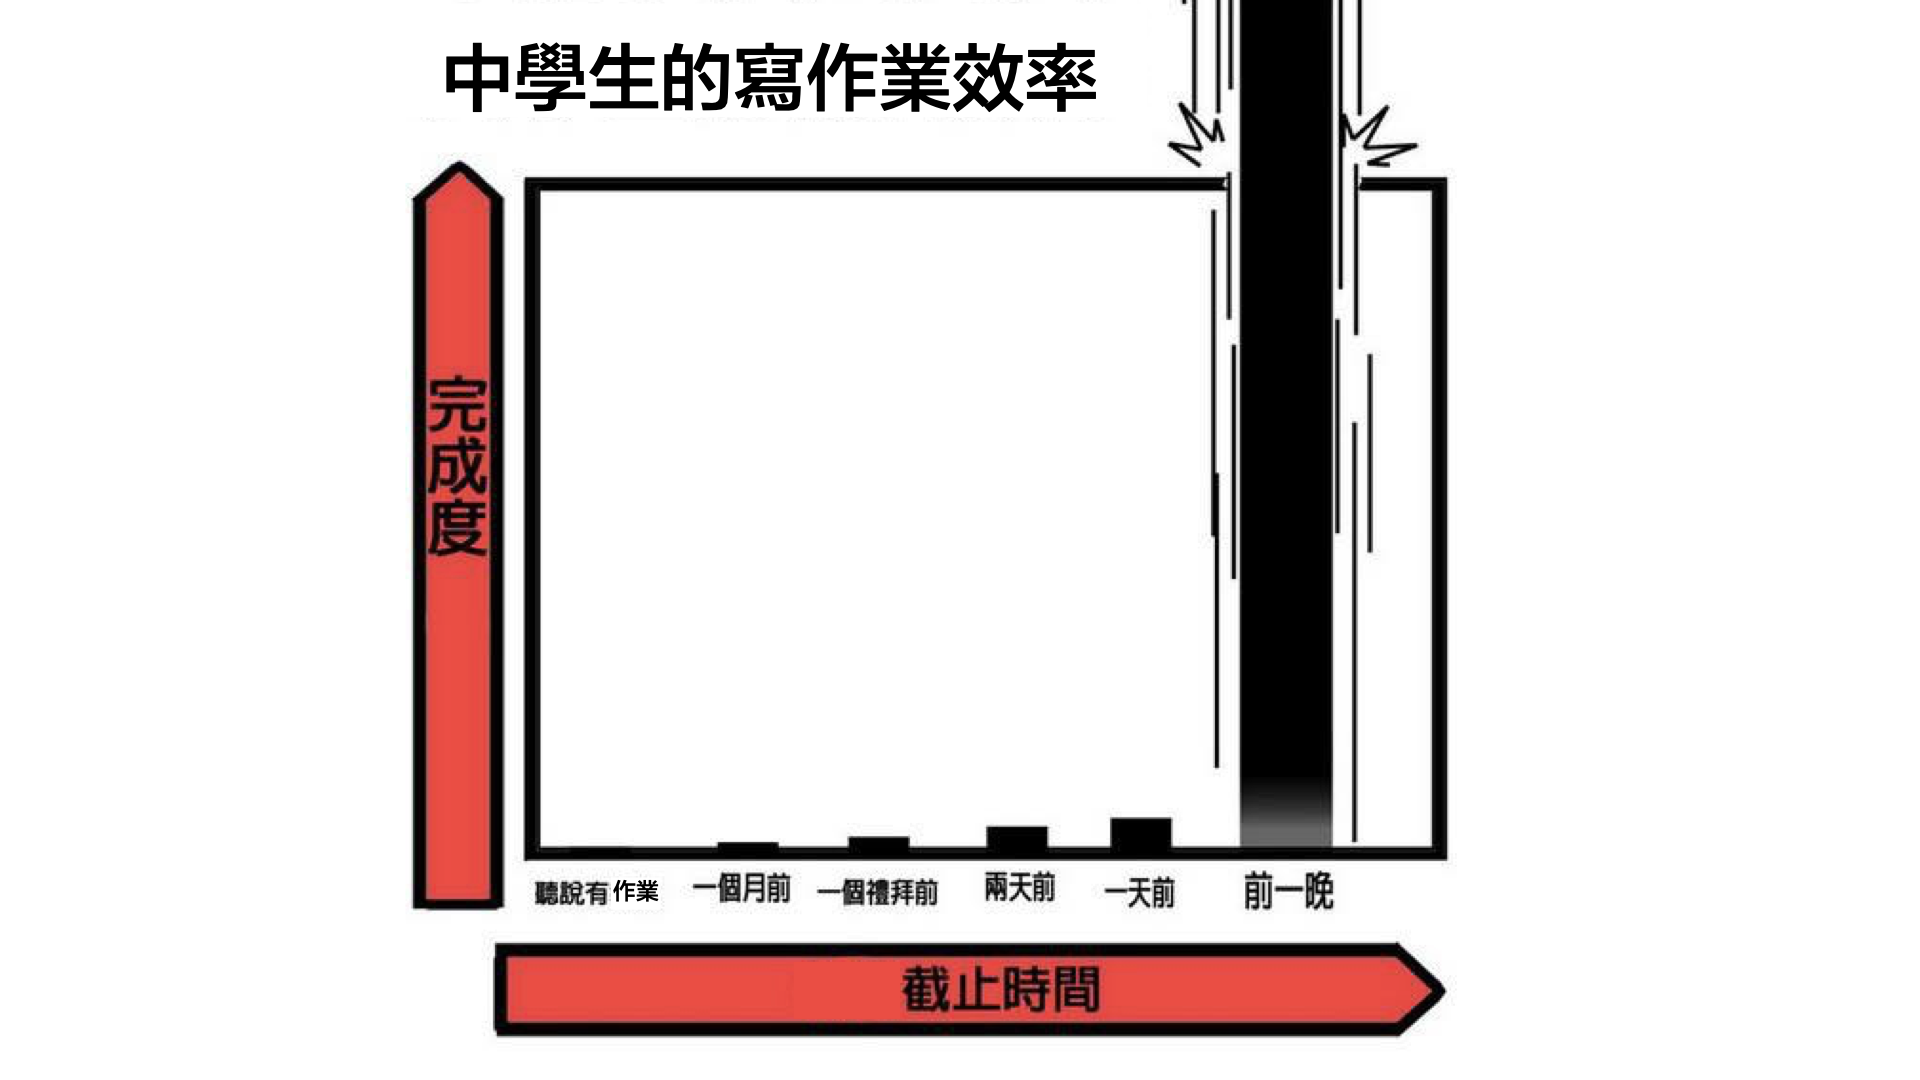 中學生的寫作業效率
完成度
聽說有作業
一個月前
一個禮拜前
兩天前
一天前
前一晚
截止時間